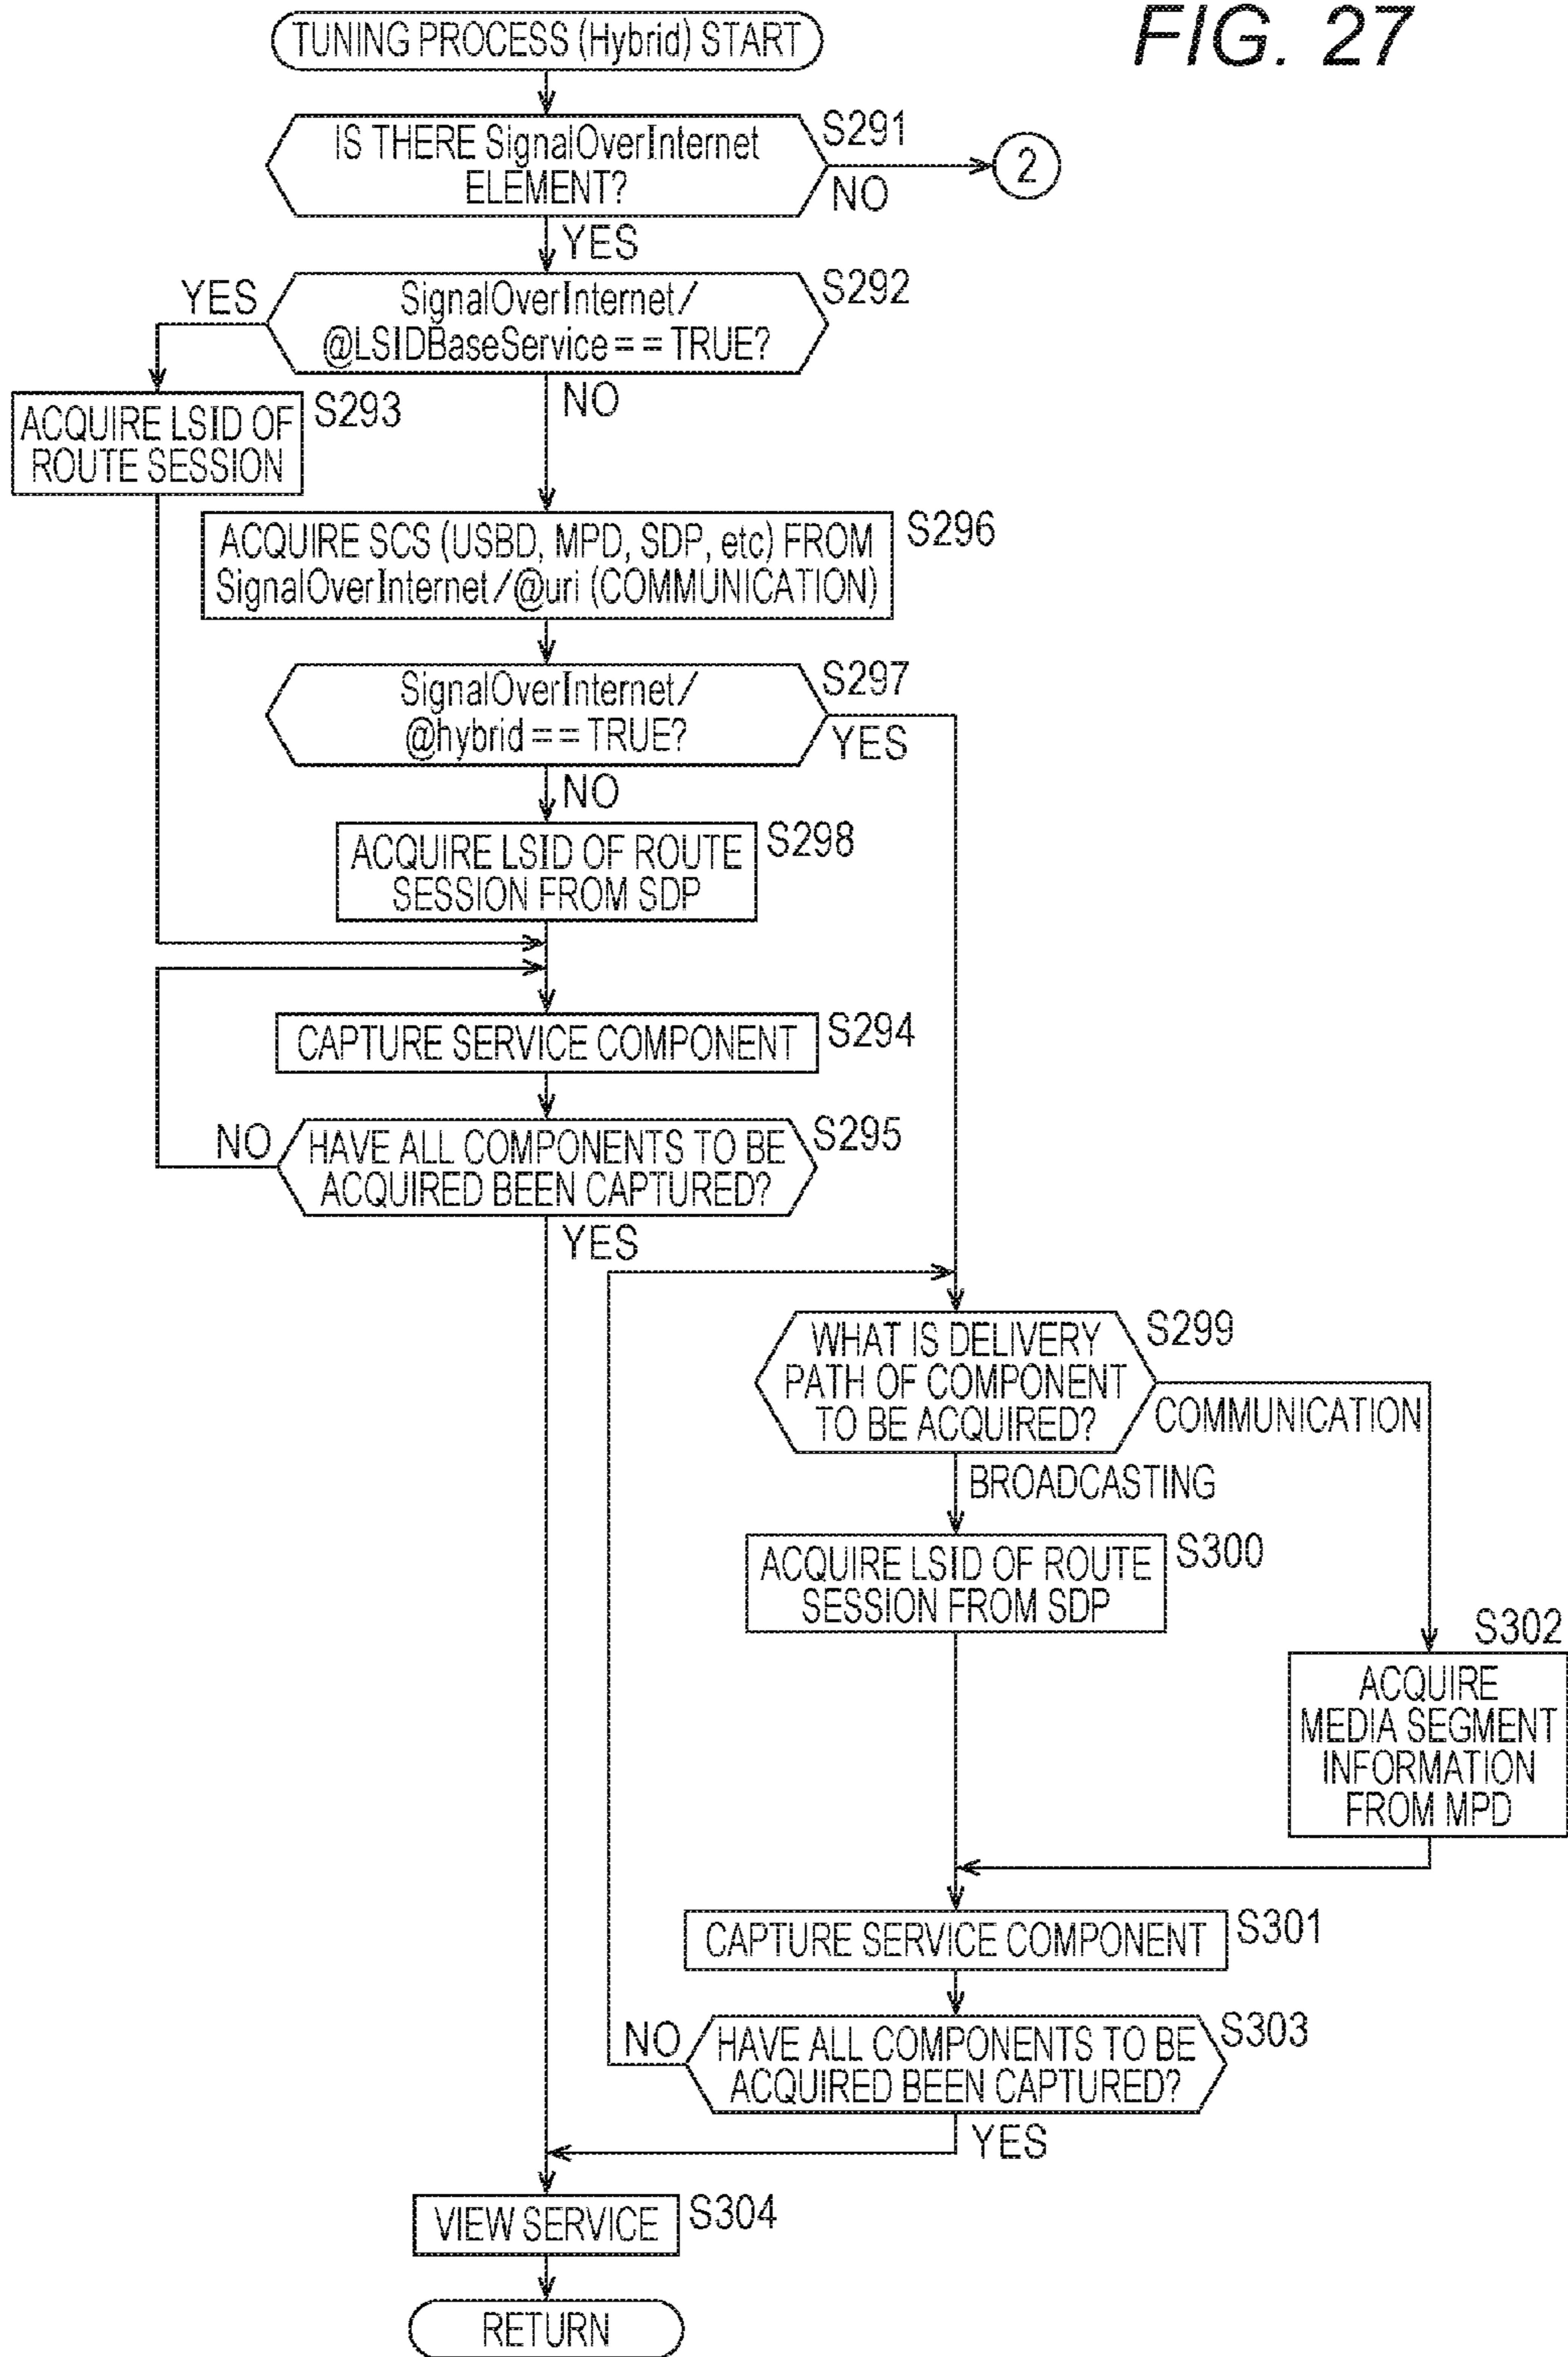 FIG. 27
TUNING PROCESS (Hybrid) START
IS THERE SignalOverInternet
ELEMENT?
S291
NO
2
YES
SignalOverInternet/
@LSIDBaseService==TRUE?
S292
YES
NO
ACQUIRE LSID OF
ROUTE SESSION
S293
ACQUIRE SCS (USBD, MPD, SDP, etc) FROM
SignalOverInternet/@uri (COMMUNICATION)
S296
SignalOverInternet/
@hybrid==TRUE?
S297
YES
NO
ACQUIRE LSID OF ROUTE
SESSION FROM SDP
S298
CAPTURE SERVICE COMPONENT
S294
HAVE ALL COMPONENTS TO BE
ACQUIRED BEEN CAPTURED?
S295
NO
YES
WHAT IS DELIVERY
PATH OF COMPONENT
TO BE ACQUIRED?
S299
COMMUNICATION
BROADCASTING
ACQUIRE LSID OF ROUTE
SESSION FROM SDP
S300
S302
ACQUIRE
MEDIA SEGMENT
INFORMATION
FROM MPD
CAPTURE SERVICE COMPONENT
S301
HAVE ALL COMPONENTS TO BE
ACQUIRED BEEN CAPTURED?
S303
NO
YES
VIEW SERVICE
S304
RETURN